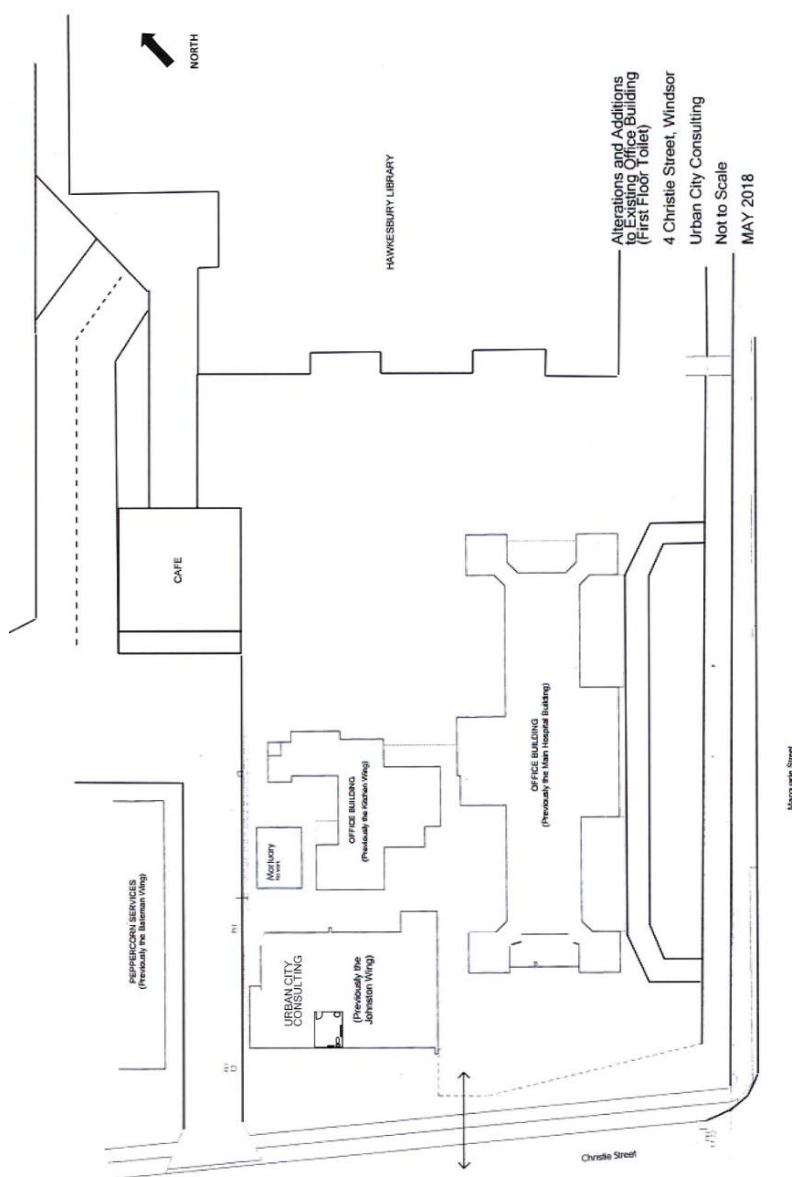 NORTH
HAWKESBURY LIBRARY
Alterations and Additions
to Existing Office Building
(First Floor Toilet)
4 Christie Street, Windsor
Urban City Consulting
Not to Scale
MAY 2018
CAFE
PEPPERCORN SERVICES
(Previously the Bateman Wing)
Mortuary
OFFICE BUILDING
(Previously the Kitchen Wing)
OFFICE BUILDING
(Previously the Main Hospital Building)
URBAN CITY
CONSULTING
(Previously the
Johnston Wing)
Christie Street
Macquarie Street